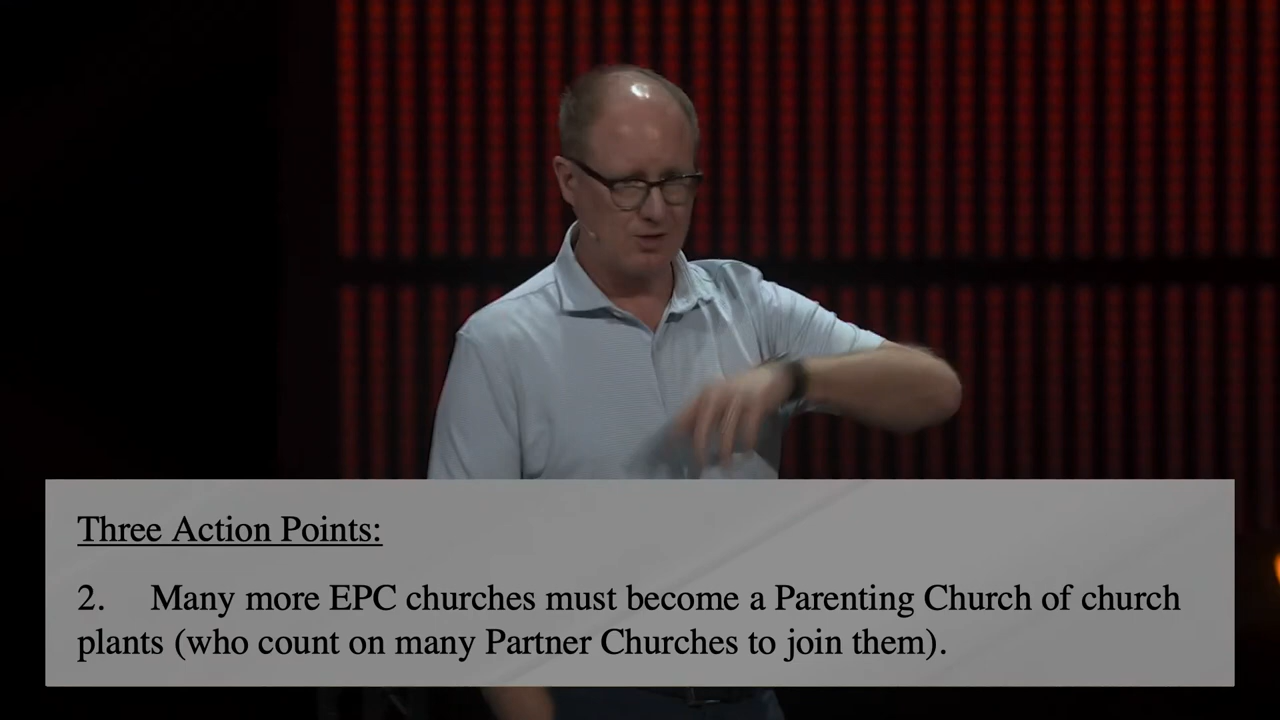 Three Action Points:
2. Many more EPC churches must become a Parenting Church of church
plants (who count on many Partner Churches to join them).